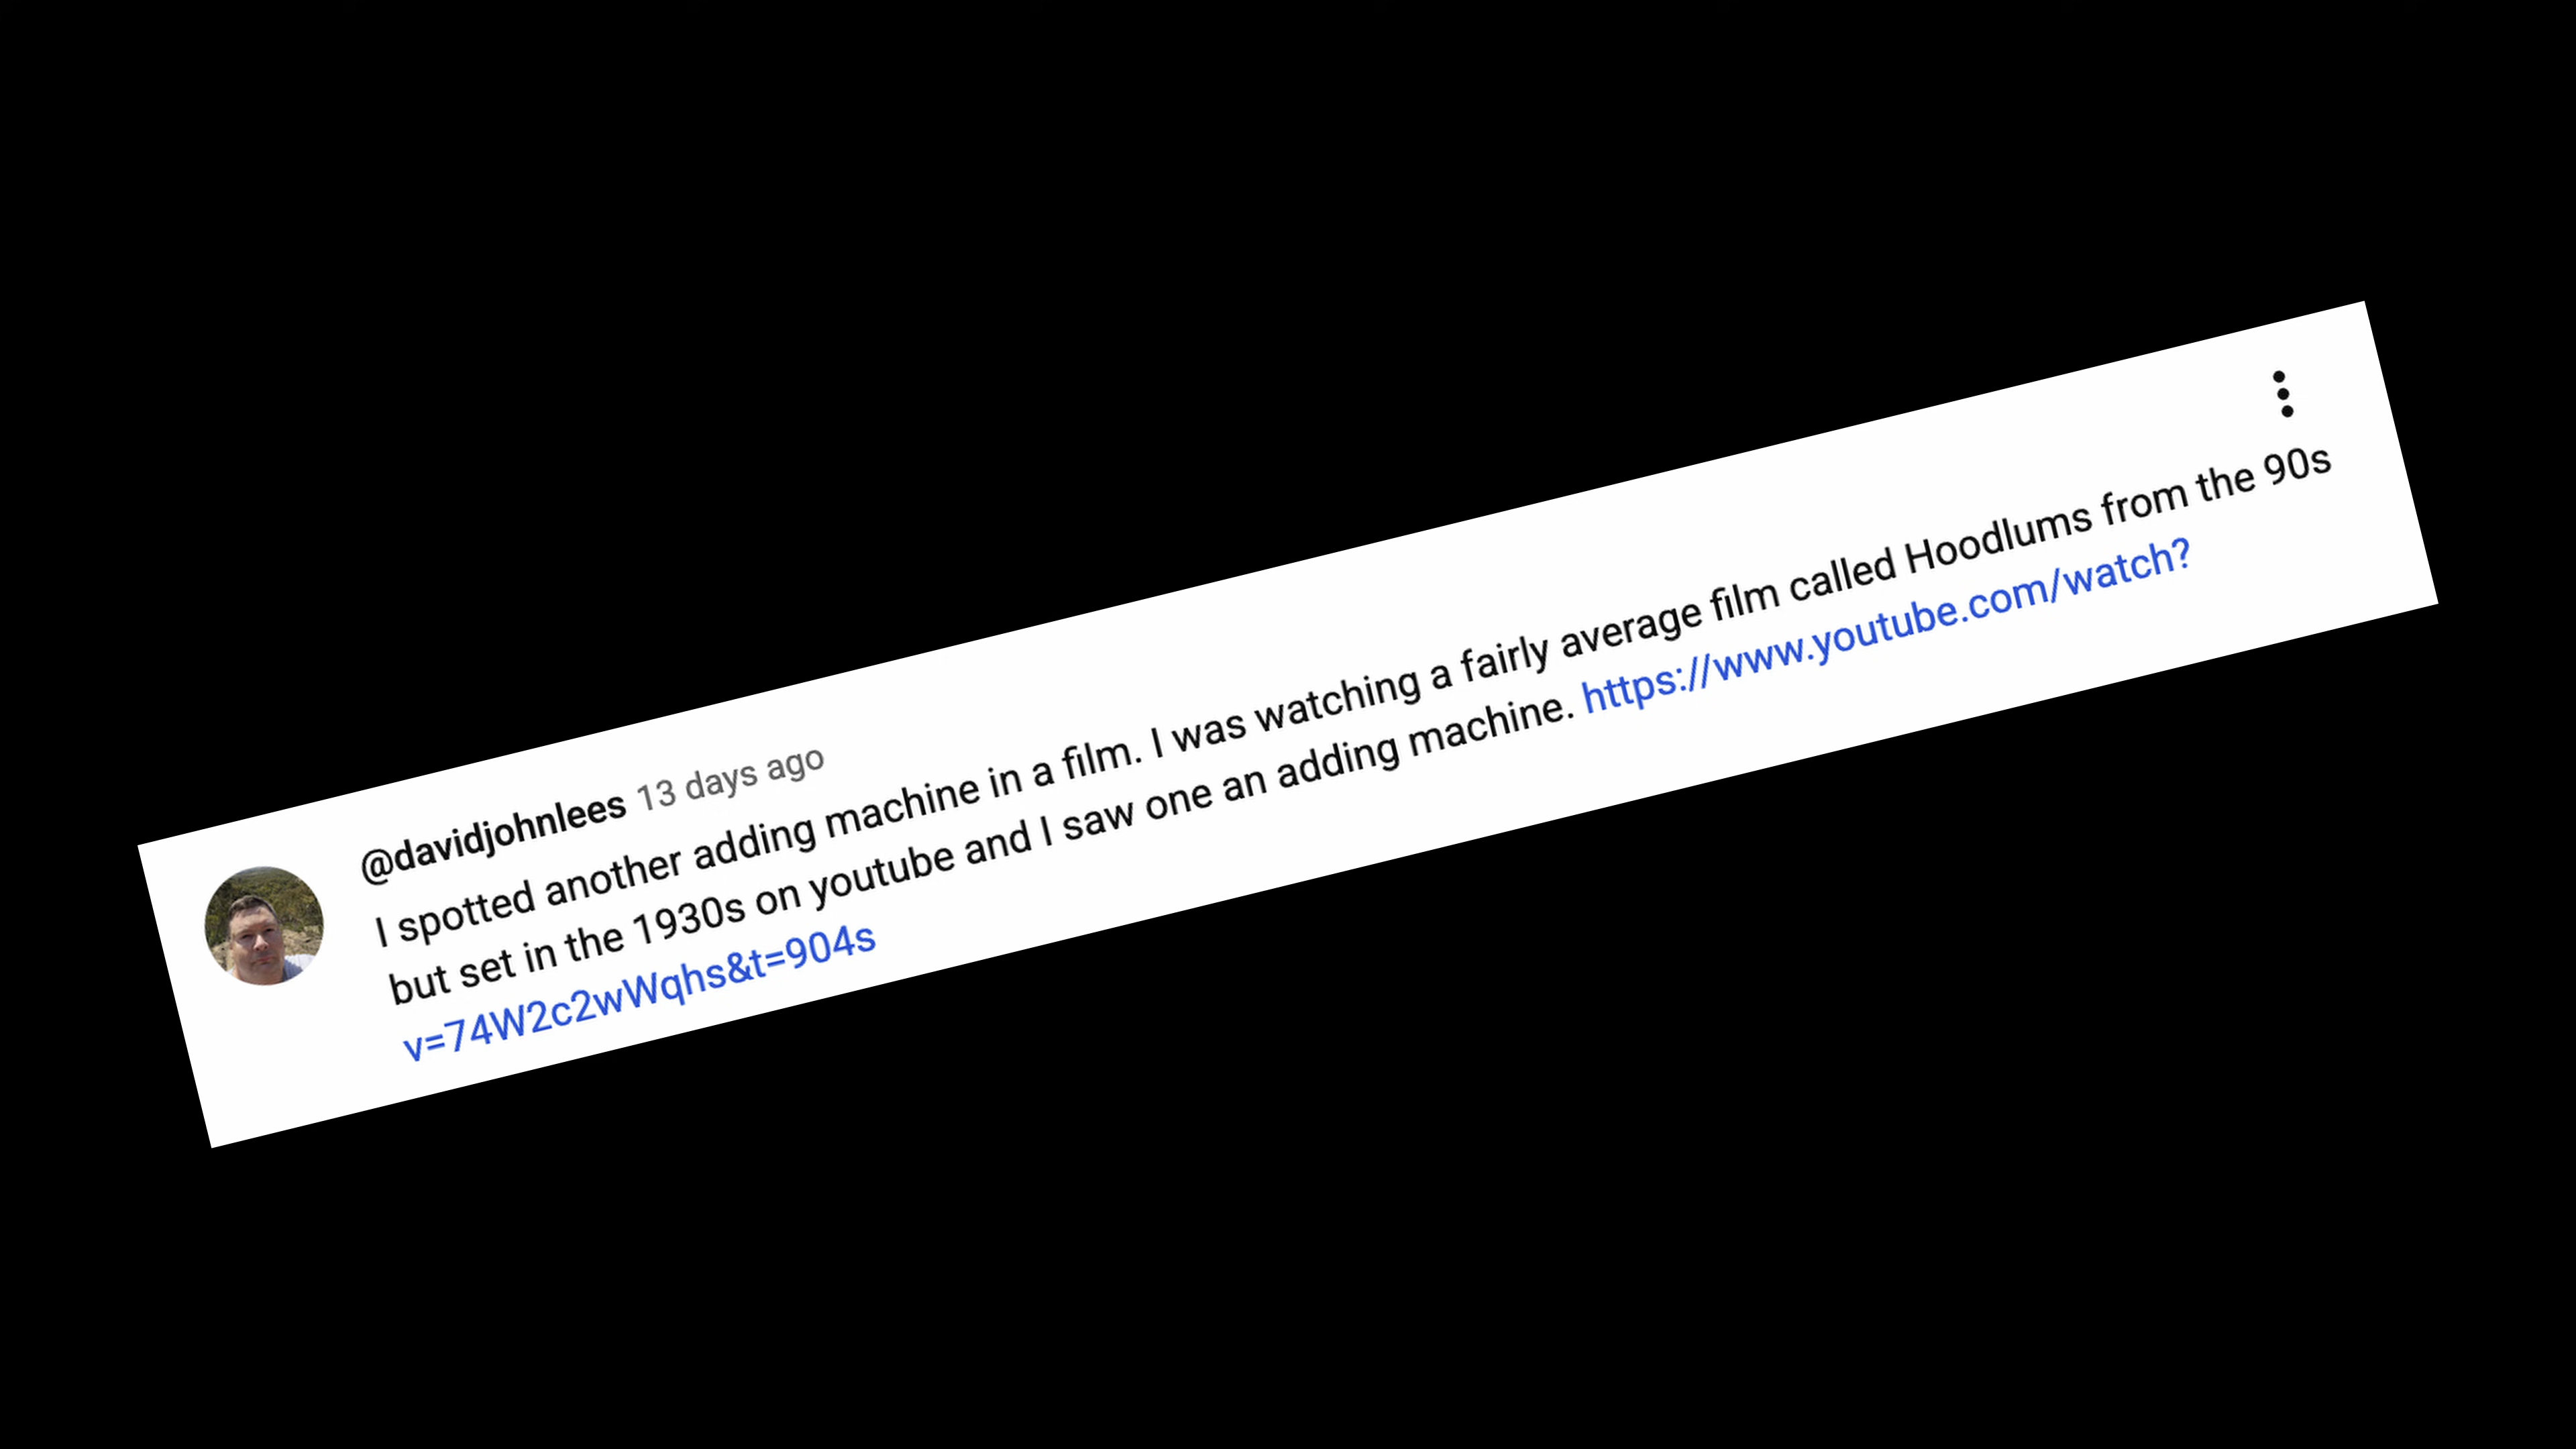 @davidjohnlees 13 days ago
I spotted another adding machine in a film. I was watching a fairly average film called Hoodlums from the 90s
but set in the 1930s on youtube and I saw one an adding machine. https://www.youtube.com/watch?
v=74W2c2wWqhs&t=904s